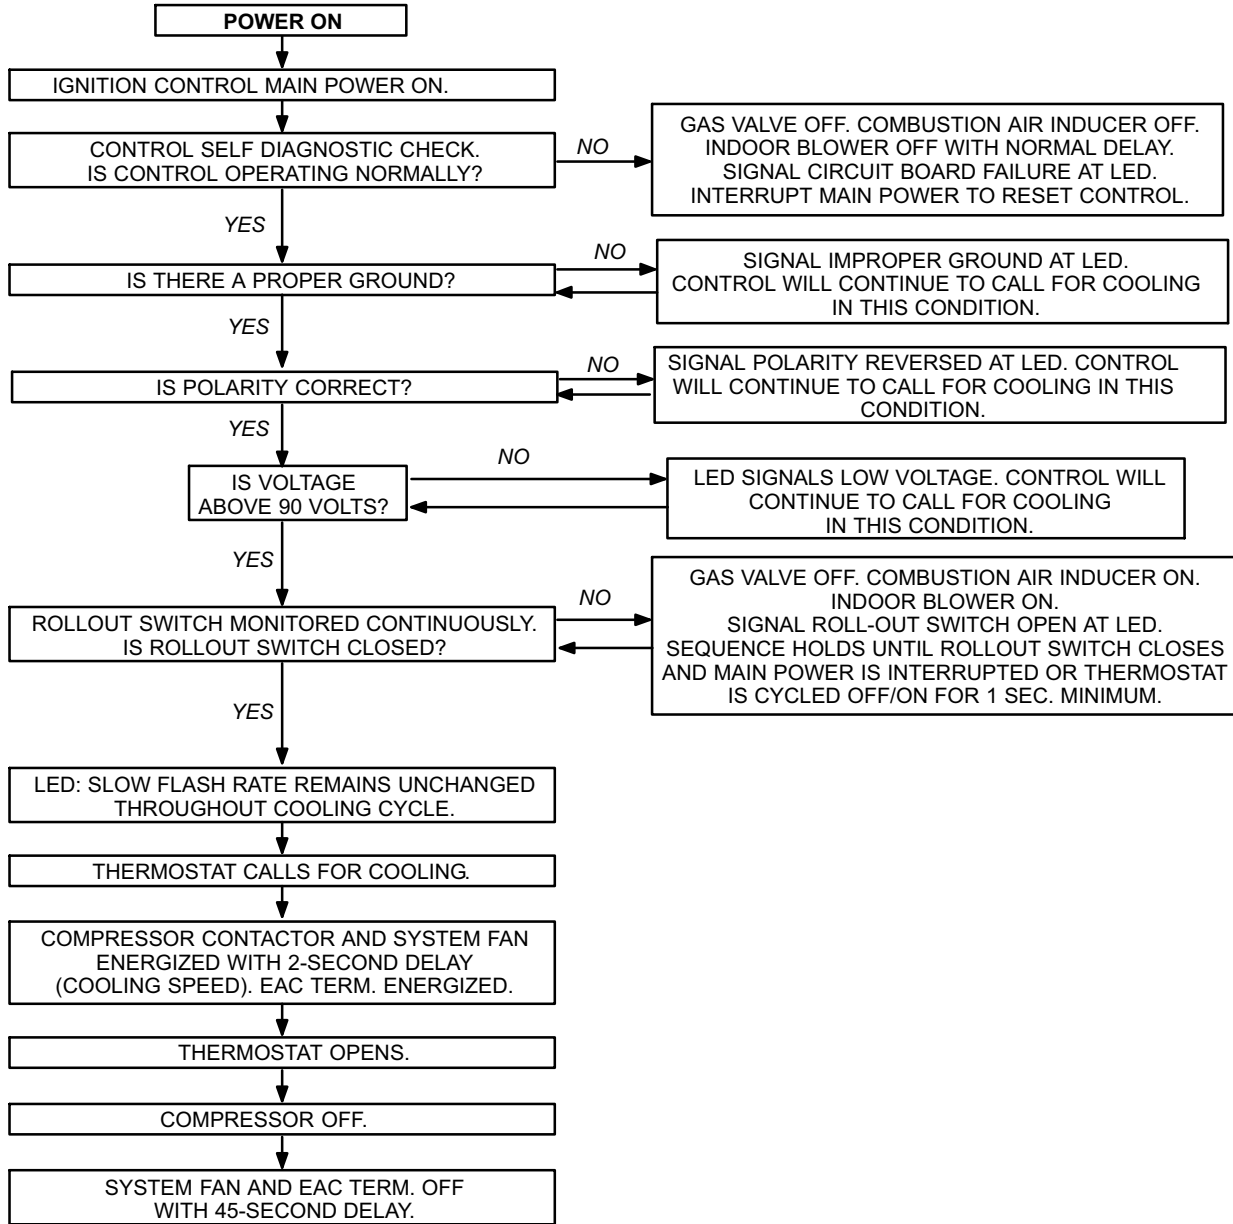 POWER ON
IGNITION CONTROL MAIN POWER ON.
CONTROL SELF DIAGNOSTIC CHECK.
IS CONTROL OPERATING NORMALLY?
NO
GAS VALVE OFF. COMBUSTION AIR INDUCER OFF.
INDOOR BLOWER OFF WITH NORMAL DELAY.
SIGNAL CIRCUIT BOARD FAILURE AT LED.
INTERRUPT MAIN POWER TO RESET CONTROL.
YES
IS THERE A PROPER GROUND?
NO
SIGNAL IMPROPER GROUND AT LED.
CONTROL WILL CONTINUE TO CALL FOR COOLING
IN THIS CONDITION.
YES
IS POLARITY CORRECT?
NO
SIGNAL POLARITY REVERSED AT LED. CONTROL
WILL CONTINUE TO CALL FOR COOLING IN THIS
CONDITION.
YES
IS VOLTAGE
ABOVE 90 VOLTS?
NO
LED SIGNALS LOW VOLTAGE. CONTROL WILL
CONTINUE TO CALL FOR COOLING
IN THIS CONDITION.
YES
ROLLOUT SWITCH MONITORED CONTINUOUSLY.
IS ROLLOUT SWITCH CLOSED?
NO
GAS VALVE OFF. COMBUSTION AIR INDUCER ON.
INDOOR BLOWER ON.
SIGNAL ROLL-OUT SWITCH OPEN AT LED.
SEQUENCE HOLDS UNTIL ROLLOUT SWITCH CLOSES
AND MAIN POWER IS INTERRUPTED OR THERMOSTAT
IS CYCLED OFF/ON FOR 1 SEC. MINIMUM.
YES
LED: SLOW FLASH RATE REMAINS UNCHANGED
THROUGHOUT COOLING CYCLE.
THERMOSTAT CALLS FOR COOLING.
COMPRESSOR CONTACTOR AND SYSTEM FAN
ENERGIZED WITH 2-SECOND DELAY
(COOLING SPEED). EAC TERM. ENERGIZED.
THERMOSTAT OPENS.
COMPRESSOR OFF.
SYSTEM FAN AND EAC TERM. OFF
WITH 45-SECOND DELAY.